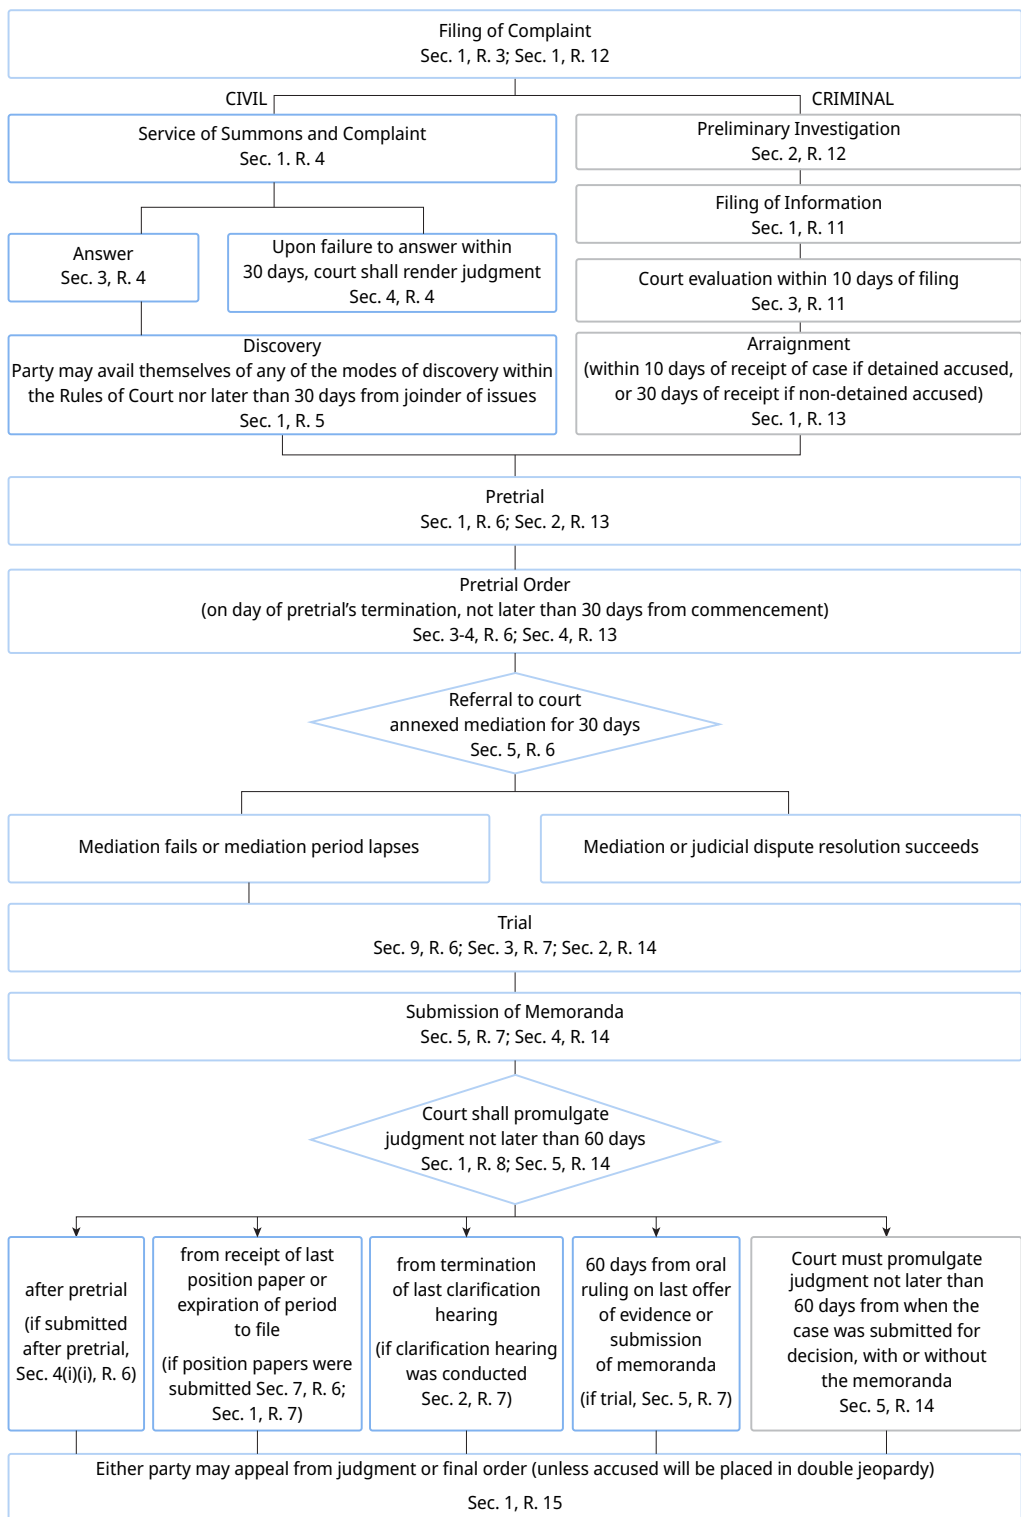 Filing of Complaint
Sec. 1, R. 3; Sec. 1, R. 12
CIVIL
CRIMINAL
Service of Summons and Complaint
Sec. 1. R. 4
Preliminary Investigation
Sec. 2, R. 12
Filing of Information
Sec. 1, R. 11
Answer
Sec. 3, R. 4
Upon failure to answer within
30 days, court shall render judgment
Sec. 4, R. 4
Court evaluation within 10 days of filing
Sec. 3, R. 11
Discovery
Party may avail themselves of any of the modes of discovery within
the Rules of Court nor later than 30 days from joinder of issues
Sec. 1, R. 5
Arraignment
(within 10 days of receipt of case if detained accused,
or 30 days of receipt if non-detained accused)
Sec. 1, R. 13
Pretrial
Sec. 1, R. 6; Sec. 2, R. 13
Pretrial Order
(on day of pretrial’s termination, not later than 30 days from commencement)
Sec. 3-4, R. 6; Sec. 4, R. 13
Referral to court
annexed mediation for 30 days
Sec. 5, R. 6
Mediation fails or mediation period lapses
Mediation or judicial dispute resolution succeeds
Trial
Sec. 9, R. 6; Sec. 3, R. 7; Sec. 2, R. 14
Submission of Memoranda
Sec. 5, R. 7; Sec. 4, R. 14
Court shall promulgate
judgment not later than 60 days
Sec. 1, R. 8; Sec. 5, R. 14
after pretrial
(if submitted
after pretrial,
Sec. 4(i)(i), R. 6)
from receipt of last
position paper or
expiration of period
to file
(if position papers were
submitted Sec. 7, R. 6;
Sec. 1, R. 7)
from termination
of last clarification
hearing
(if clarification hearing
was conducted
Sec. 2, R. 7)
60 days from oral
ruling on last offer
of evidence or
submission
of memoranda
(if trial, Sec. 5, R. 7)
Court must promulgate
judgment not later than
60 days from when the
case was submitted for
decision, with or without
the memoranda
Sec. 5, R. 14
Either party may appeal from judgment or final order (unless accused will be placed in double jeopardy)
Sec. 1, R. 15